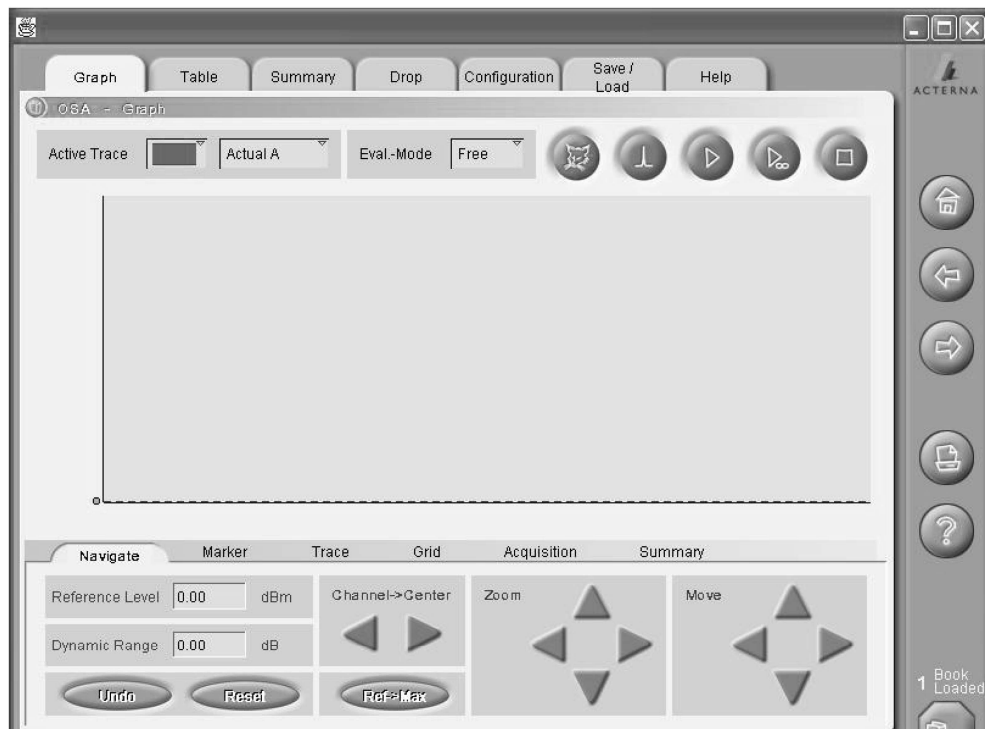 ACTERNA
Graph Table Summary Drop Configuration Save / Load Help
OSA - Graph
Active Trace Actual A Eval.-Mode Free
Navigate Marker Trace Grid Acquisition Summary
Reference Level 0.00 dBm Channel->Center Zoom Move
Dynamic Range 0.00 dB
Undo Reset Ref->Max
1 Book Loaded